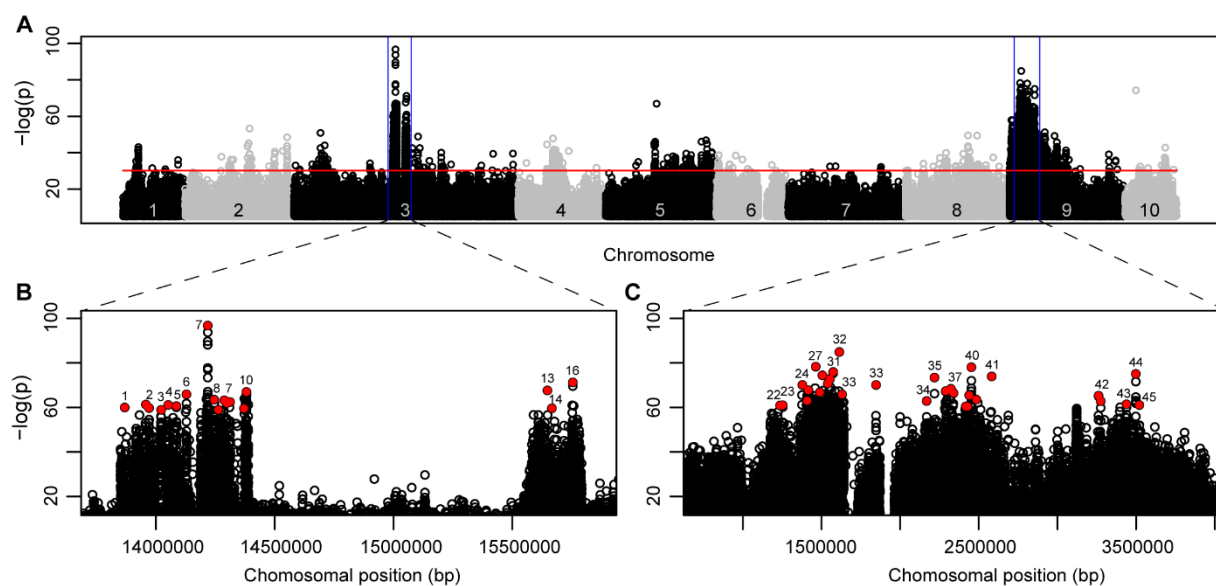 A
−log(p)
100
60
20
1 2 3 4 5 6 7 8 9 10
Chromosome
B
−log(p)
100
60
20
1 2 3 4 5 6 7 8 7 10 13 14 16
14000000 14500000 15000000 15500000
Chomosomal position (bp)
C
100
60
20
22 23 24 27 31 32 33 33 34 35 37 40 41 42 43 44 45
1500000 2500000 3500000
Chomosomal position (bp)